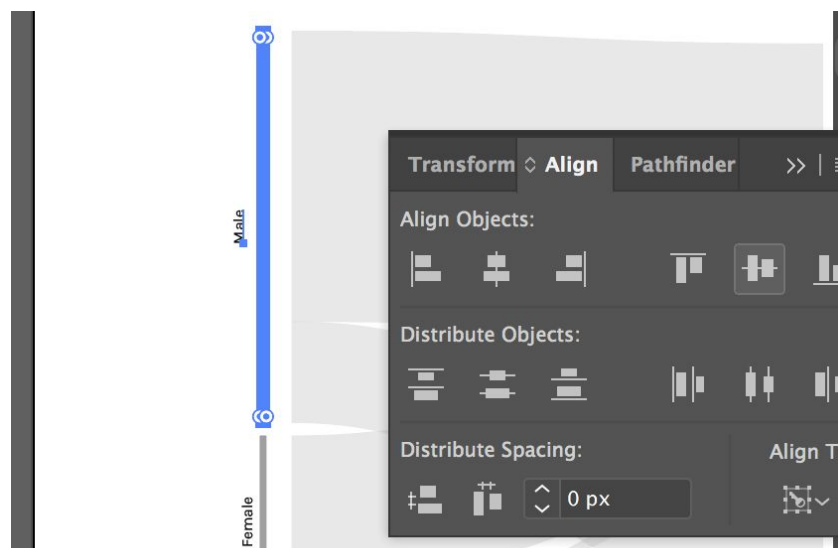 Male
Female
Transform Align Pathfinder
Align Objects:
Distribute Objects:
Distribute Spacing:
Align T
0 px